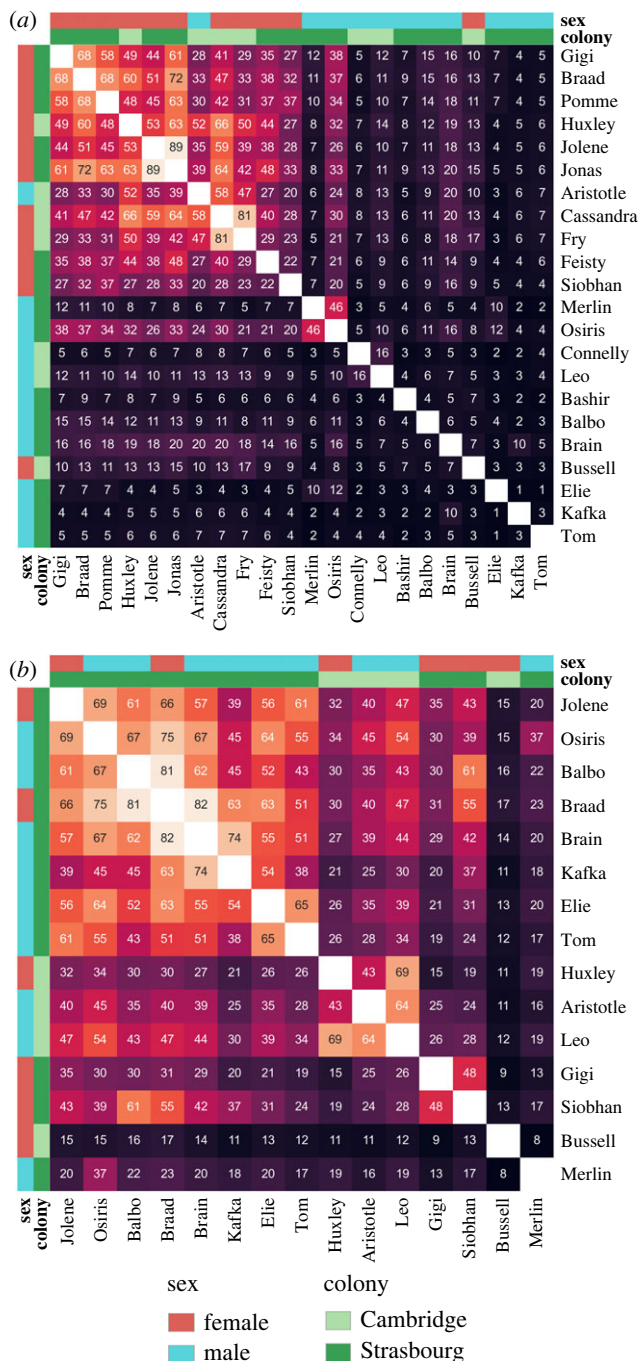 (a) sex
colony
68 58 49 44 61 28 41 29 35 27 12 38 5 12 7 15 16 10 7 4 5 Gigi
68 68 60 51 72 33 47 33 38 32 11 37 6 11 9 15 16 13 7 4 5 Braad
58 68 48 45 63 30 42 31 37 37 10 34 5 10 7 14 18 11 7 4 5 Pomme
49 60 48 53 63 52 66 50 44 27 8 32 7 14 8 12 19 13 4 5 6 Huxley
44 51 45 53 89 35 59 39 38 28 7 26 6 10 7 11 18 13 4 5 6 Jolene
61 72 63 63 89 39 64 42 48 33 8 33 7 11 9 13 20 15 5 5 6 Jonas
28 33 30 52 35 39 58 47 27 20 6 24 8 13 5 9 20 10 3 6 7 Aristotle
41 47 42 66 59 64 58 81 40 28 7 30 8 13 6 11 20 13 4 6 7 Cassandra
29 33 31 50 39 42 47 81 29 23 5 21 7 13 6 8 18 17 3 6 7 Fry
35 38 37 44 38 48 27 40 29 22 7 21 6 9 6 11 14 9 4 4 6 Feisty
27 32 37 27 28 33 20 28 23 22 7 20 5 9 6 9 16 9 5 4 4 Siobhan
12 11 10 8 7 8 6 7 5 7 7 46 3 5 4 6 5 4 10 2 2 Merlin
38 37 34 32 26 33 24 30 21 21 20 46 5 10 6 11 16 8 12 4 4 Osiris
5 6 5 7 6 7 8 8 7 6 5 3 5 16 3 3 5 3 2 2 4 Connelly
12 11 10 14 10 11 13 13 13 9 9 5 10 16 4 6 7 5 3 3 4 Leo
7 9 7 8 7 9 5 6 6 6 6 4 6 3 4 4 5 7 3 2 2 Bashir
15 15 14 12 11 13 9 11 8 11 9 6 11 3 6 4 6 5 4 2 3 Balbo
16 16 18 19 18 20 20 20 18 14 16 5 16 5 7 5 6 7 3 10 5 Brain
10 13 11 13 13 15 10 13 17 9 9 4 8 3 5 7 5 7 3 3 3 Bussell
7 7 7 4 4 5 3 4 3 4 5 10 12 2 3 3 4 3 3 1 1 Elie
4 4 4 5 5 5 6 6 6 4 4 2 4 2 3 2 2 10 3 1 3 Kafka
5 5 5 6 6 6 7 7 7 6 4 2 4 4 4 2 3 5 3 1 3 Tom
sex colony Gigi Braad Pomme Huxley Jolene Jonas Aristotle Cassandra Fry Feisty Siobhan Merlin Osiris Connelly Leo Bashir Balbo Brain Bussell Elie Kafka Tom
(b) sex
colony
69 61 66 57 39 56 61 32 40 47 35 43 15 20 Jolene
69 67 75 67 45 64 55 34 45 54 30 39 15 37 Osiris
61 67 81 62 45 52 43 30 35 43 30 61 16 22 Balbo
66 75 81 82 63 63 51 30 40 47 31 55 17 23 Braad
57 67 62 82 74 55 51 27 39 44 29 42 14 20 Brain
39 45 45 63 74 54 38 21 25 30 20 37 11 18 Kafka
56 64 52 63 55 54 65 26 35 39 21 31 13 20 Elie
61 55 43 51 51 38 65 26 28 34 19 24 12 17 Tom
32 34 30 30 27 21 26 26 43 69 15 19 11 19 Huxley
40 45 35 40 39 25 35 28 43 64 25 24 11 16 Aristotle
47 54 43 47 44 30 39 34 69 64 26 28 12 19 Leo
35 30 30 31 29 20 21 19 15 25 26 48 9 13 Gigi
43 39 61 55 42 37 31 24 19 24 28 48 13 17 Siobhan
15 15 16 17 14 11 13 12 11 11 12 9 13 8 Bussell
20 37 22 23 20 18 20 17 19 16 19 13 17 8 Merlin
sex colony Jolene Osiris Balbo Braad Brain Kafka Elie Tom Huxley Aristotle Leo Gigi Siobhan Bussell Merlin
sex colony
female Cambridge
male Strasbourg